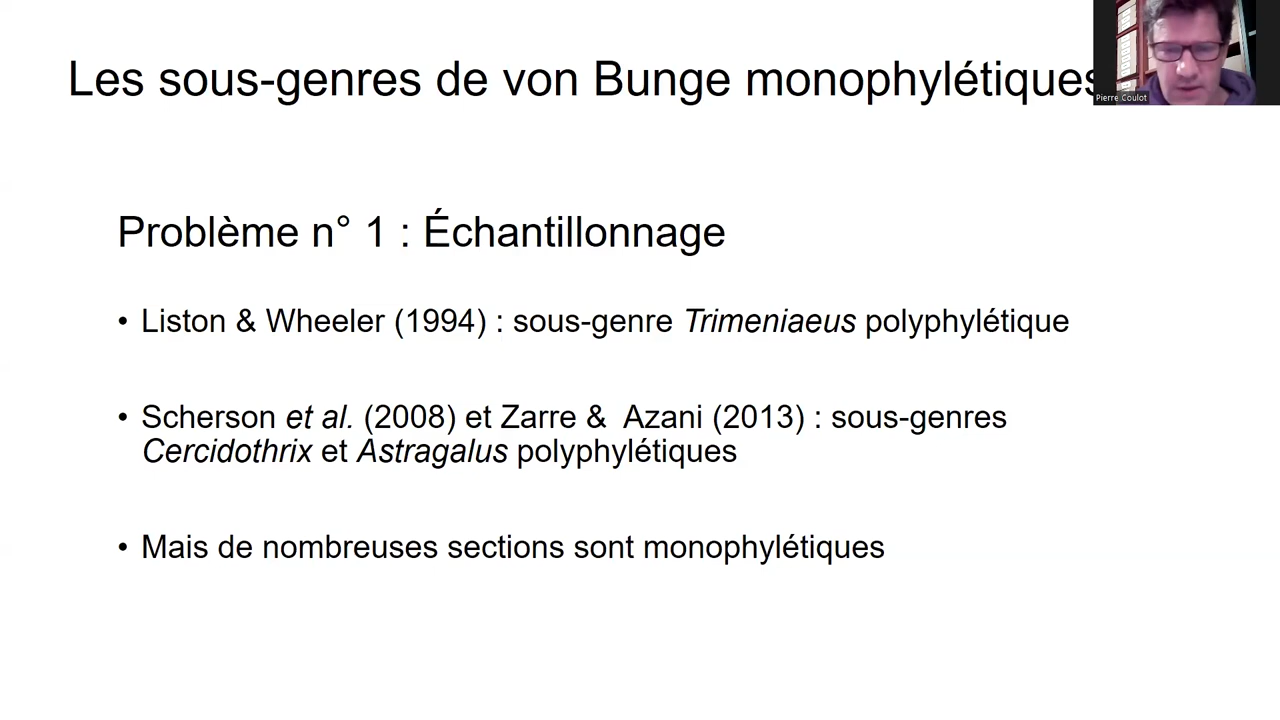 Les sous-genres de von Bunge monophylétiques
Pierre Coulot
Problème n° 1 : Échantillonnage
• Liston & Wheeler (1994) : sous-genre Trimeniaeus polyphylétique
• Scherson et al. (2008) et Zarre & Azani (2013) : sous-genres
Cercidothrix et Astragalus polyphylétiques
• Mais de nombreuses sections sont monophylétiques